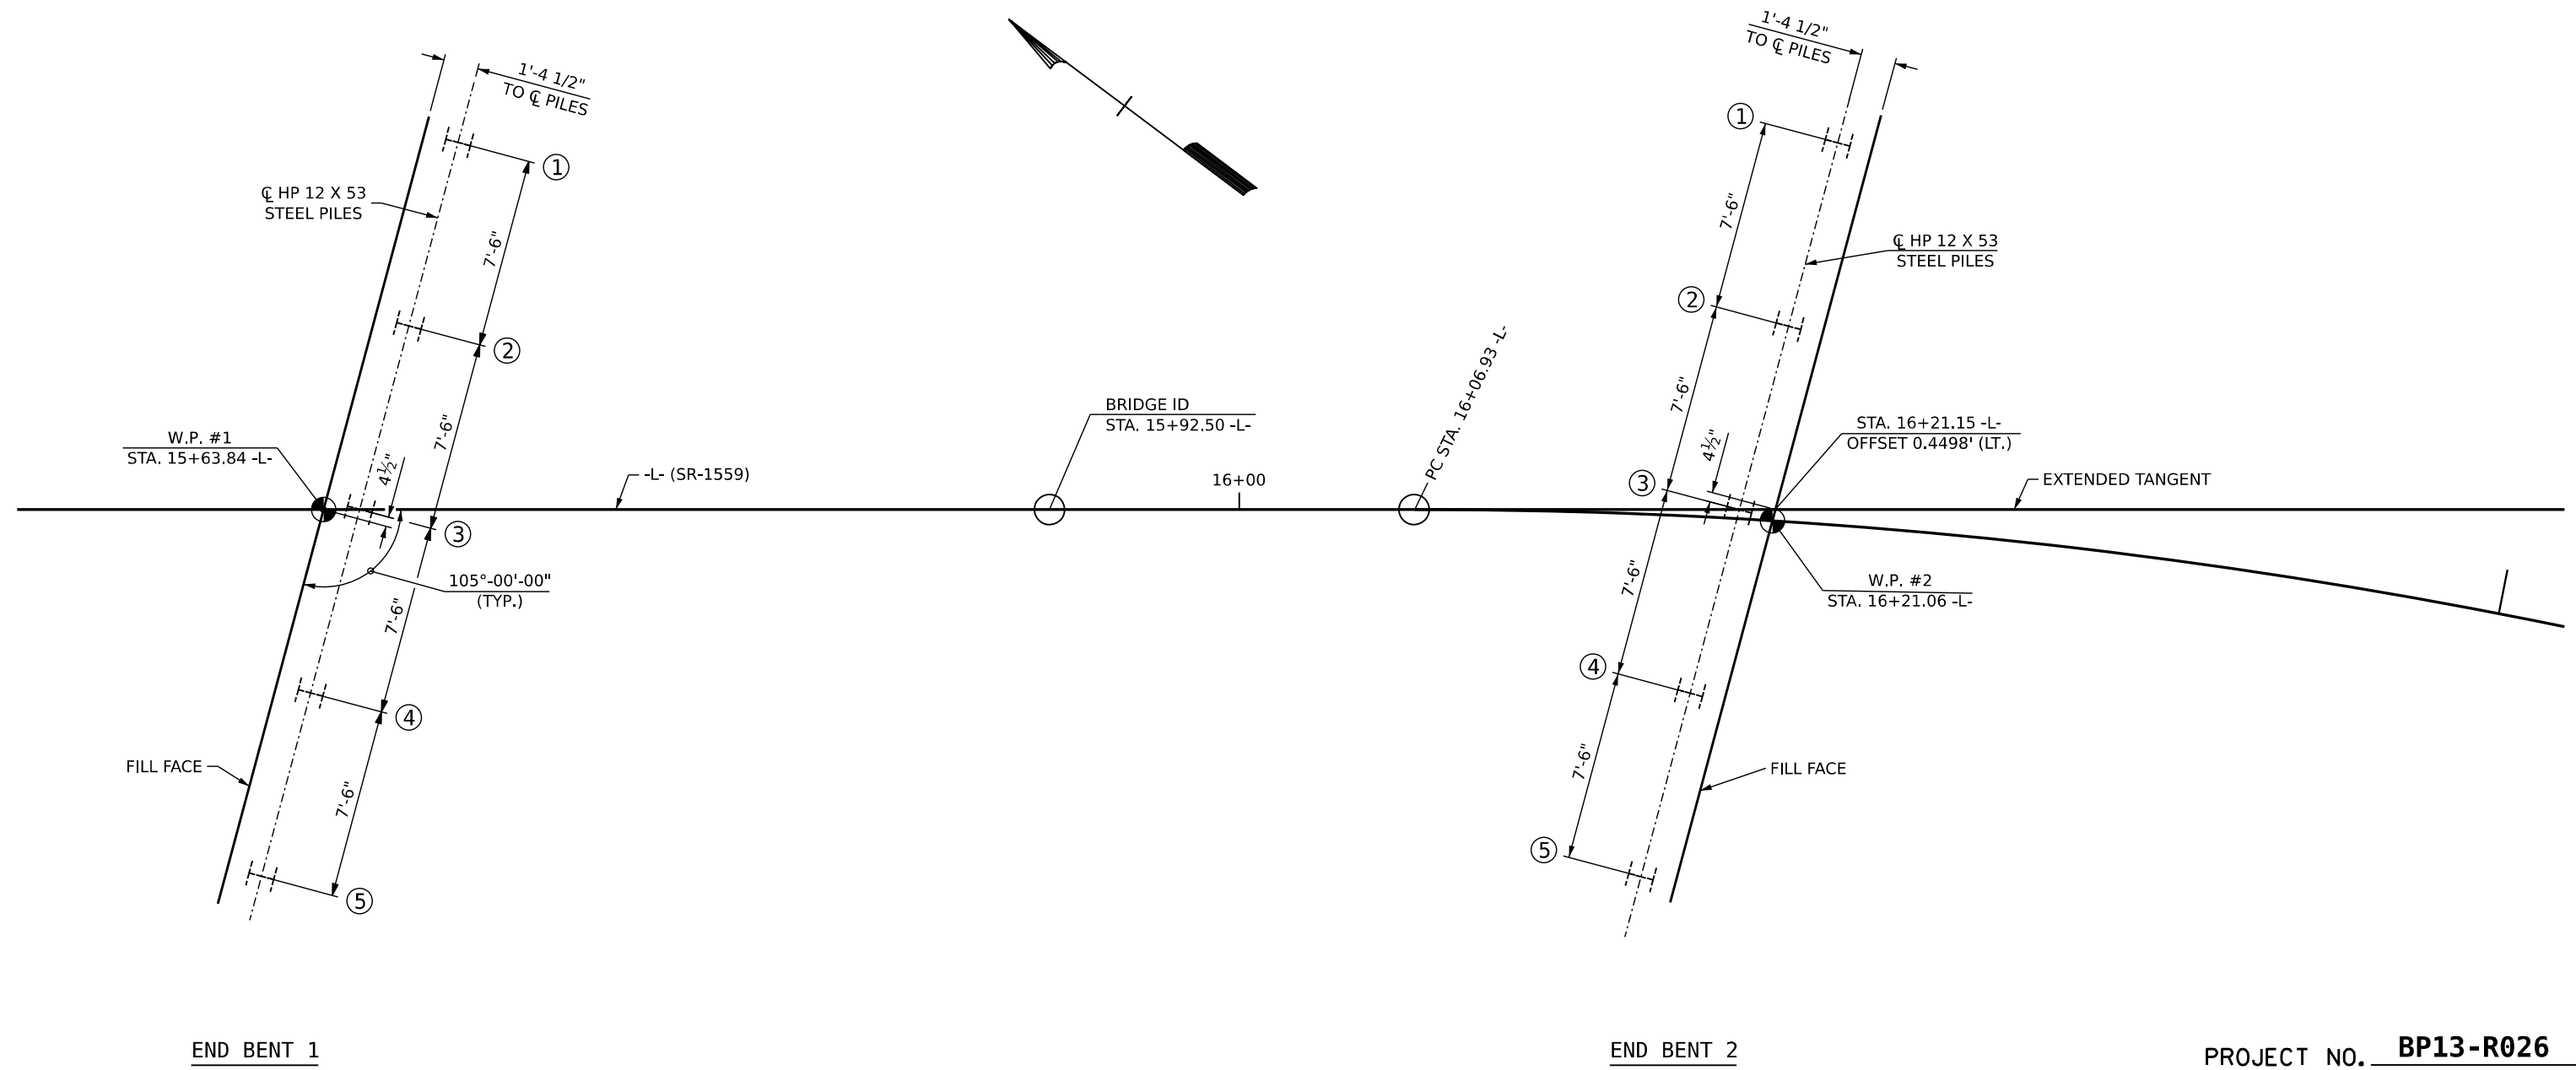 1'-4 1/2"
TO ℄ PILES
1
℄ HP 12 X 53
STEEL PILES
7'-6"
2
7'-6"
W.P. #1
STA. 15+63.84 -L-
4½"
-L- (SR-1559)
3
105°-00'-00"
(TYP.)
7'-6"
4
FILL FACE
7'-6"
5
BRIDGE ID
STA. 15+92.50 -L-
16+00
PC STA. 16+06.93 -L-
1'-4 1/2"
TO ℄ PILES
1
7'-6"
℄ HP 12 X 53
STEEL PILES
2
7'-6"
4½"
STA. 16+21.15 -L-
OFFSET 0.4498' (LT.)
3
EXTENDED TANGENT
7'-6"
W.P. #2
STA. 16+21.06 -L-
4
7'-6"
FILL FACE
5
END BENT 1
END BENT 2
PROJECT NO. BP13-R026